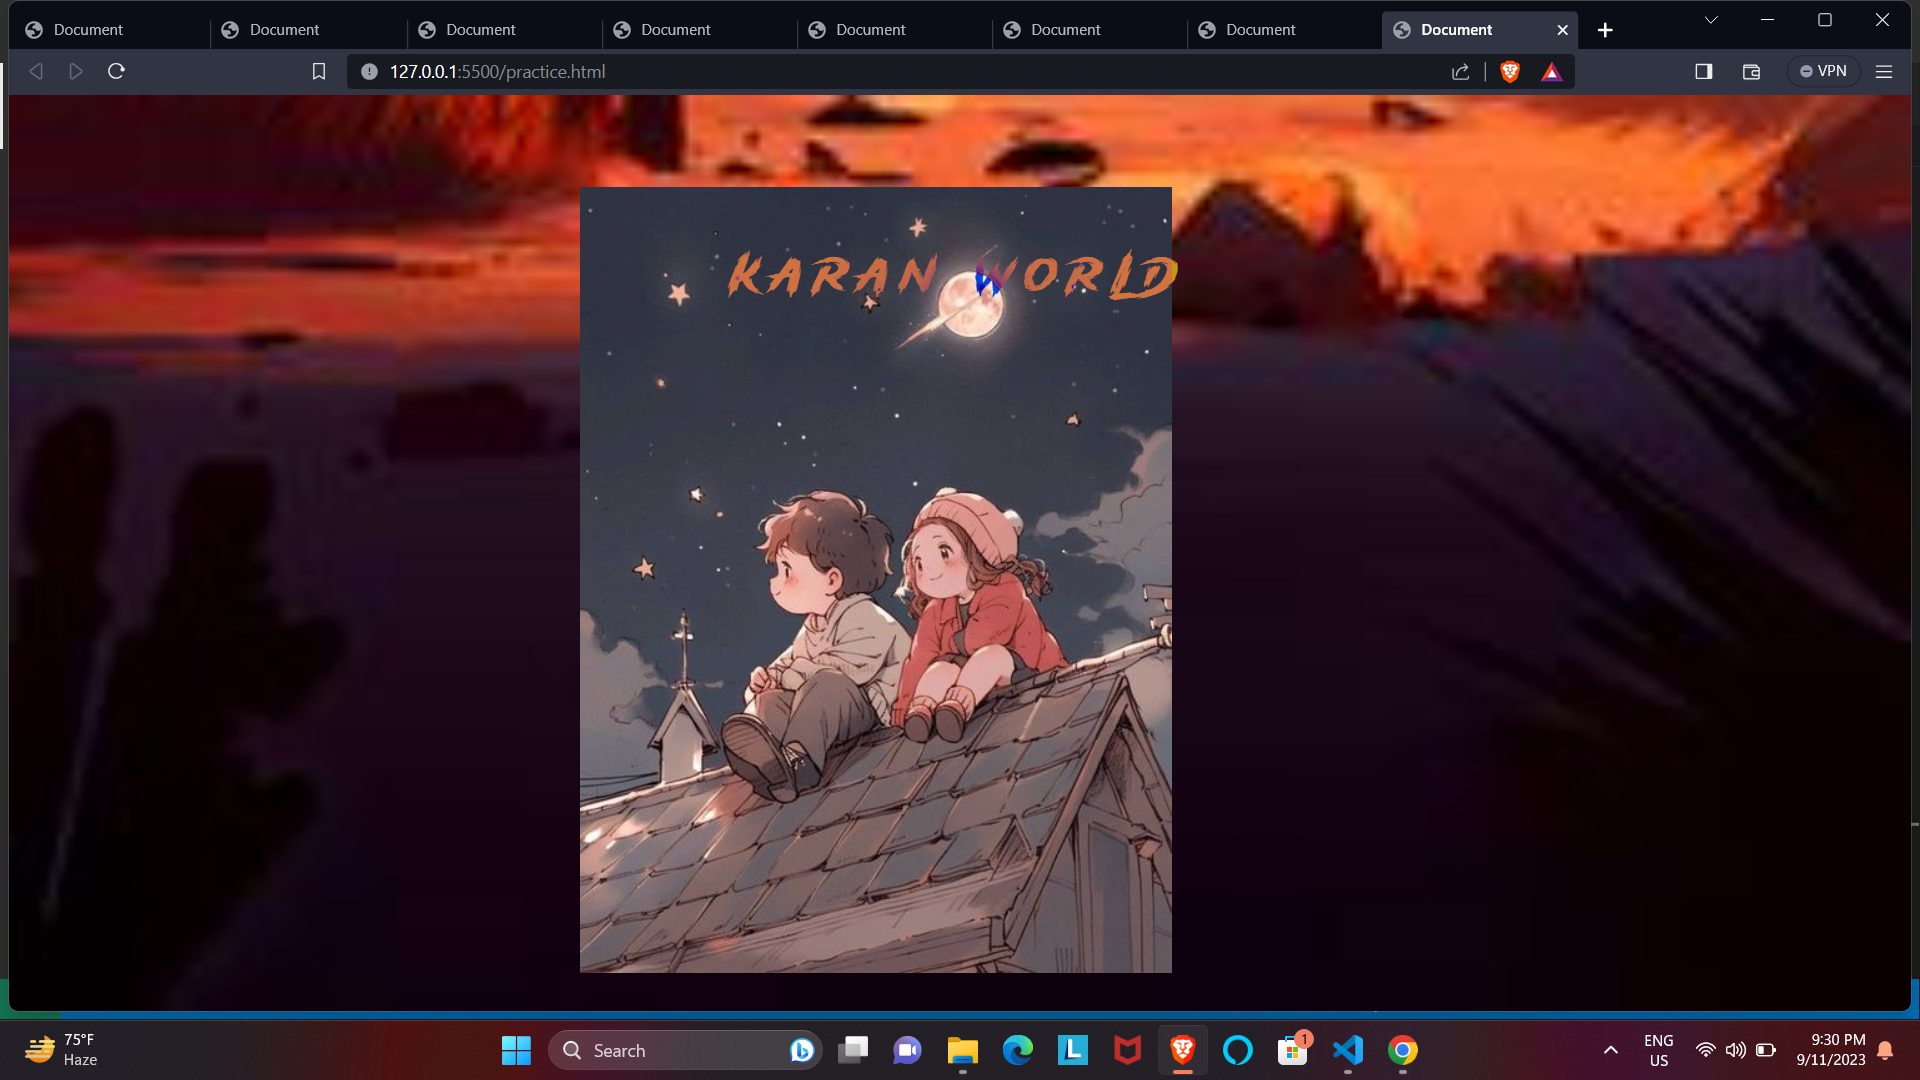 Document
Document
Document
Document
Document
Document
Document
Document
127.0.0.1:5500/practice.html
VPN
KARAN WORLD
75°F
Haze
Search
L
1
ENG
US
9:30 PM
9/11/2023